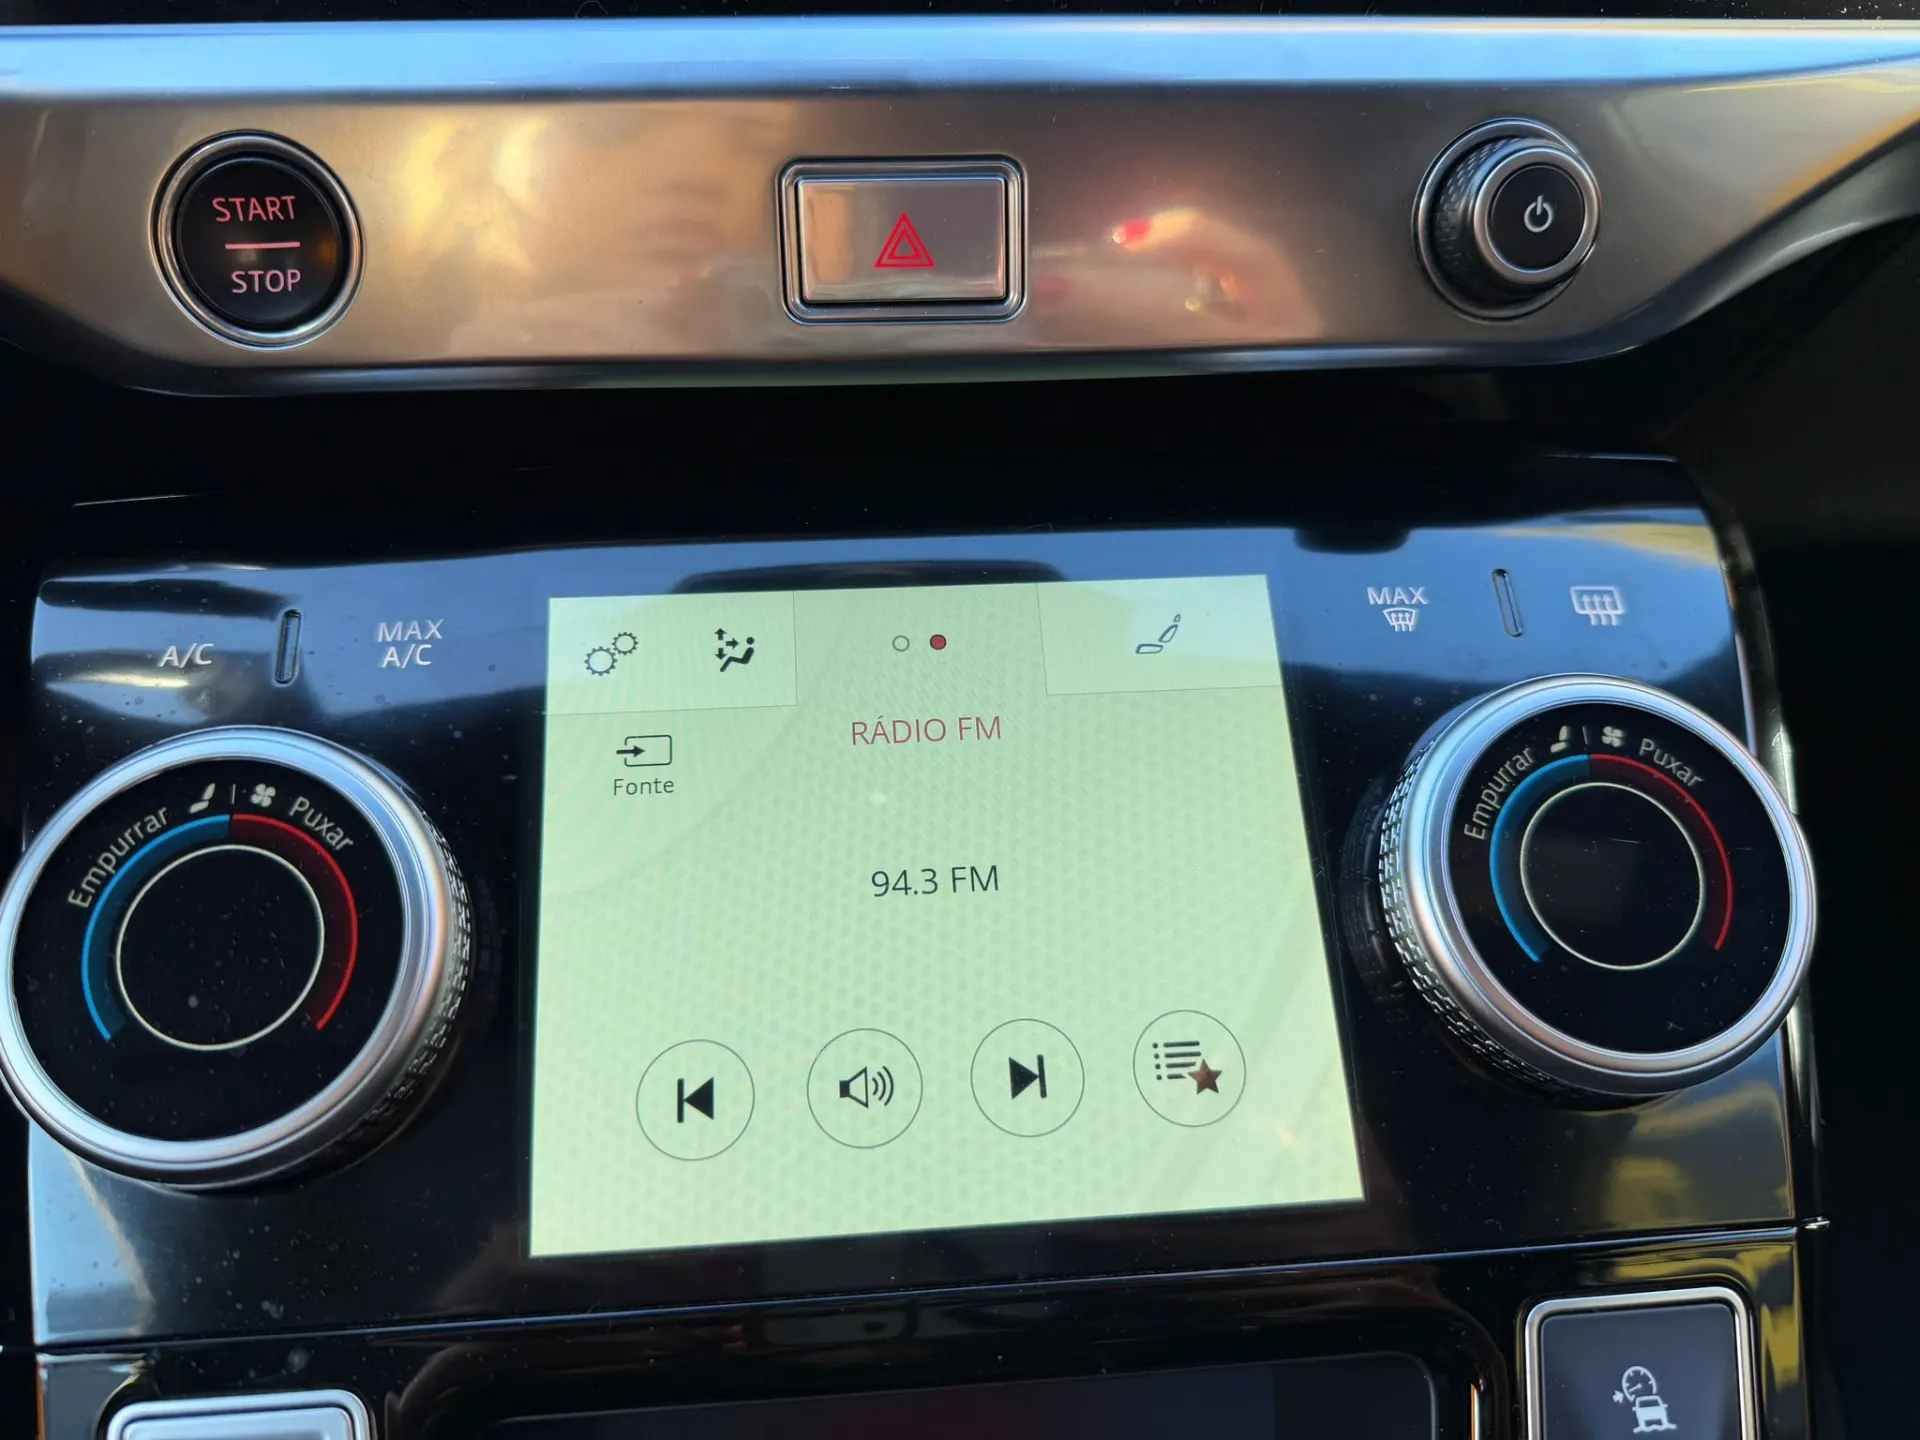 START
STOP
A/C
MAX
A/C
MAX
RÁDIO FM
Fonte
94.3 FM
Empurrar
Puxar
Empurrar
Puxar